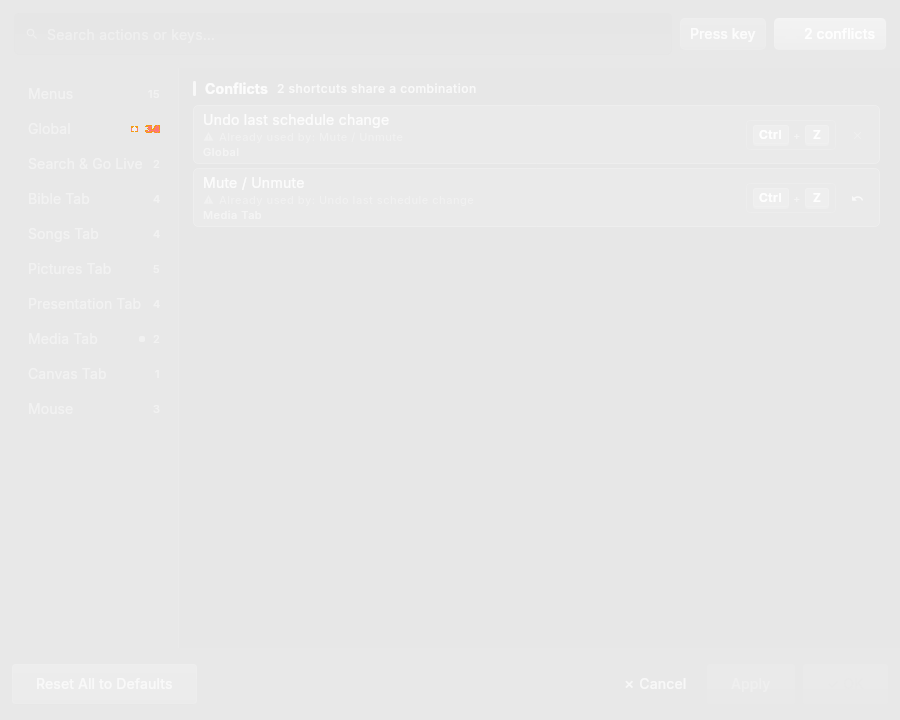 Search actions or keys...
Press key
2 conflicts
Menus 15
Global
Search & Go Live 2
Bible Tab 4
Songs Tab 4
Pictures Tab 5
Presentation Tab 4
Media Tab 2
Canvas Tab 1
Mouse 3
Conflicts 2 shortcuts share a combination
Undo last schedule change
Already used by: Mute / Unmute
Global
Ctrl + Z
Mute / Unmute
Already used by: Undo last schedule change
Media Tab
Ctrl + Z
Reset All to Defaults
× Cancel
Apply